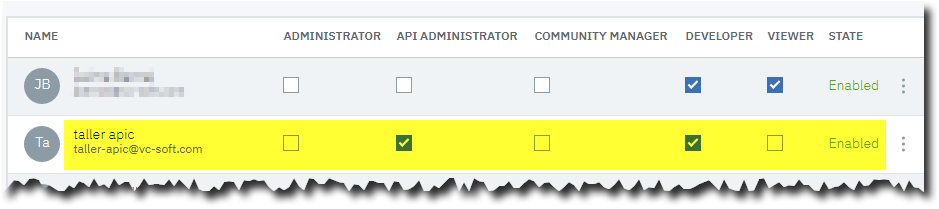 NAME ADMINISTRATOR API ADMINISTRATOR COMMUNITY MANAGER DEVELOPER VIEWER STATE
JB Enabled
Ta taller apic Enabled
taller-apic@vc-soft.com